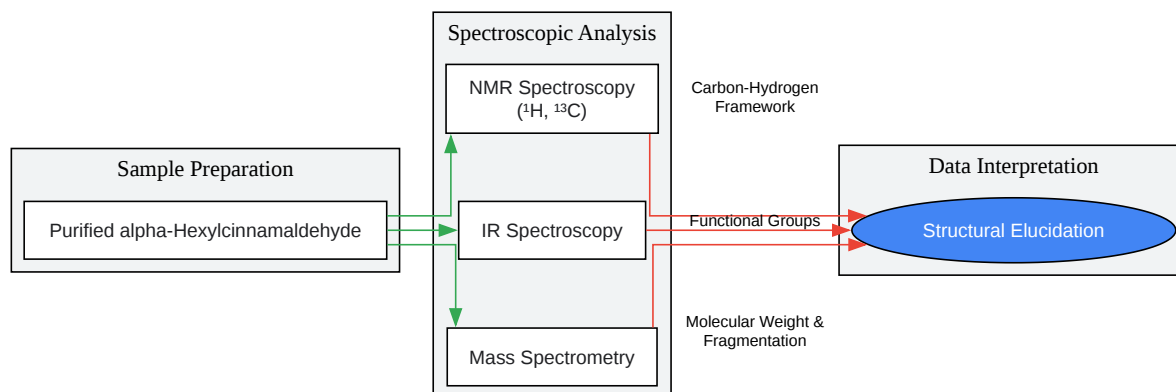 Sample Preparation
Purified alpha-Hexylcinnamaldehyde
Spectroscopic Analysis
NMR Spectroscopy
(¹H, ¹³C)
IR Spectroscopy
Mass Spectrometry
Carbon-Hydrogen
Framework
Functional Groups
Molecular Weight &
Fragmentation
Data Interpretation
Structural Elucidation